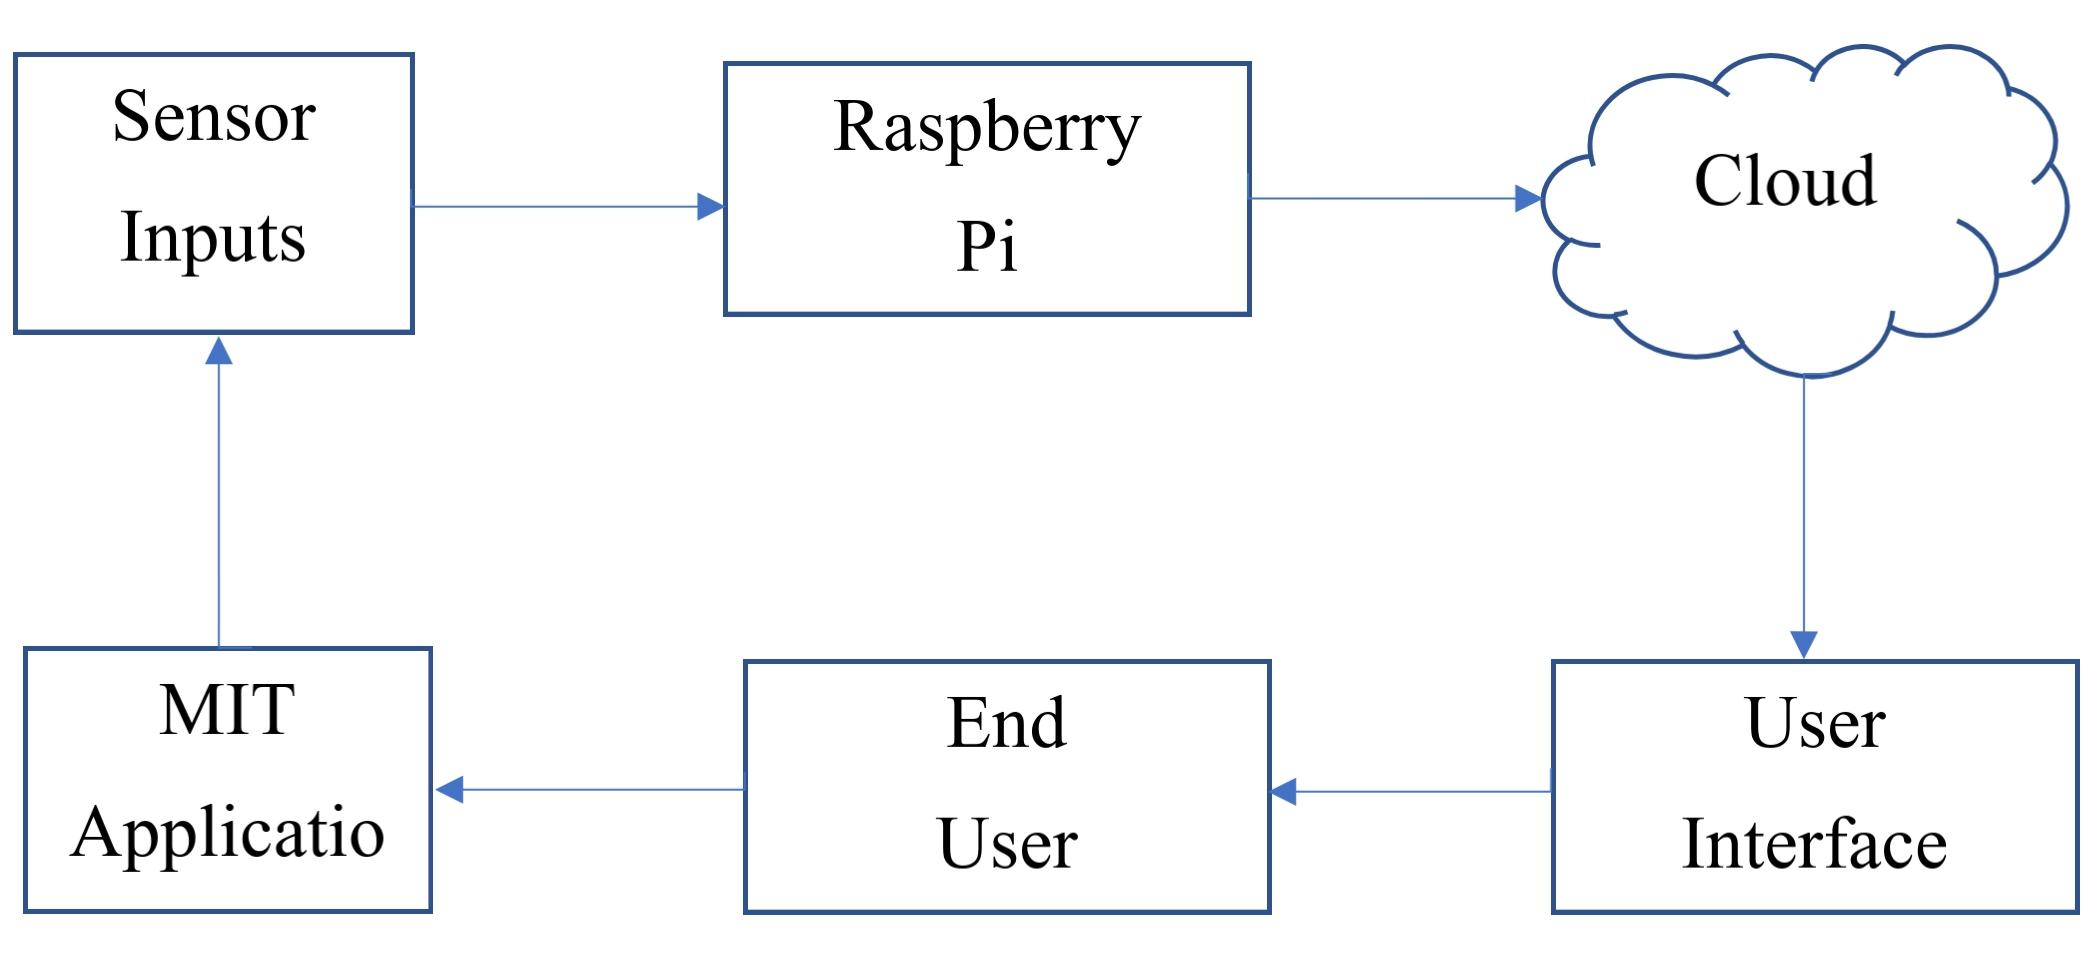 Sensor
Inputs
Raspberry
Pi
Cloud
MIT
Applicatio
End
User
User
Interface